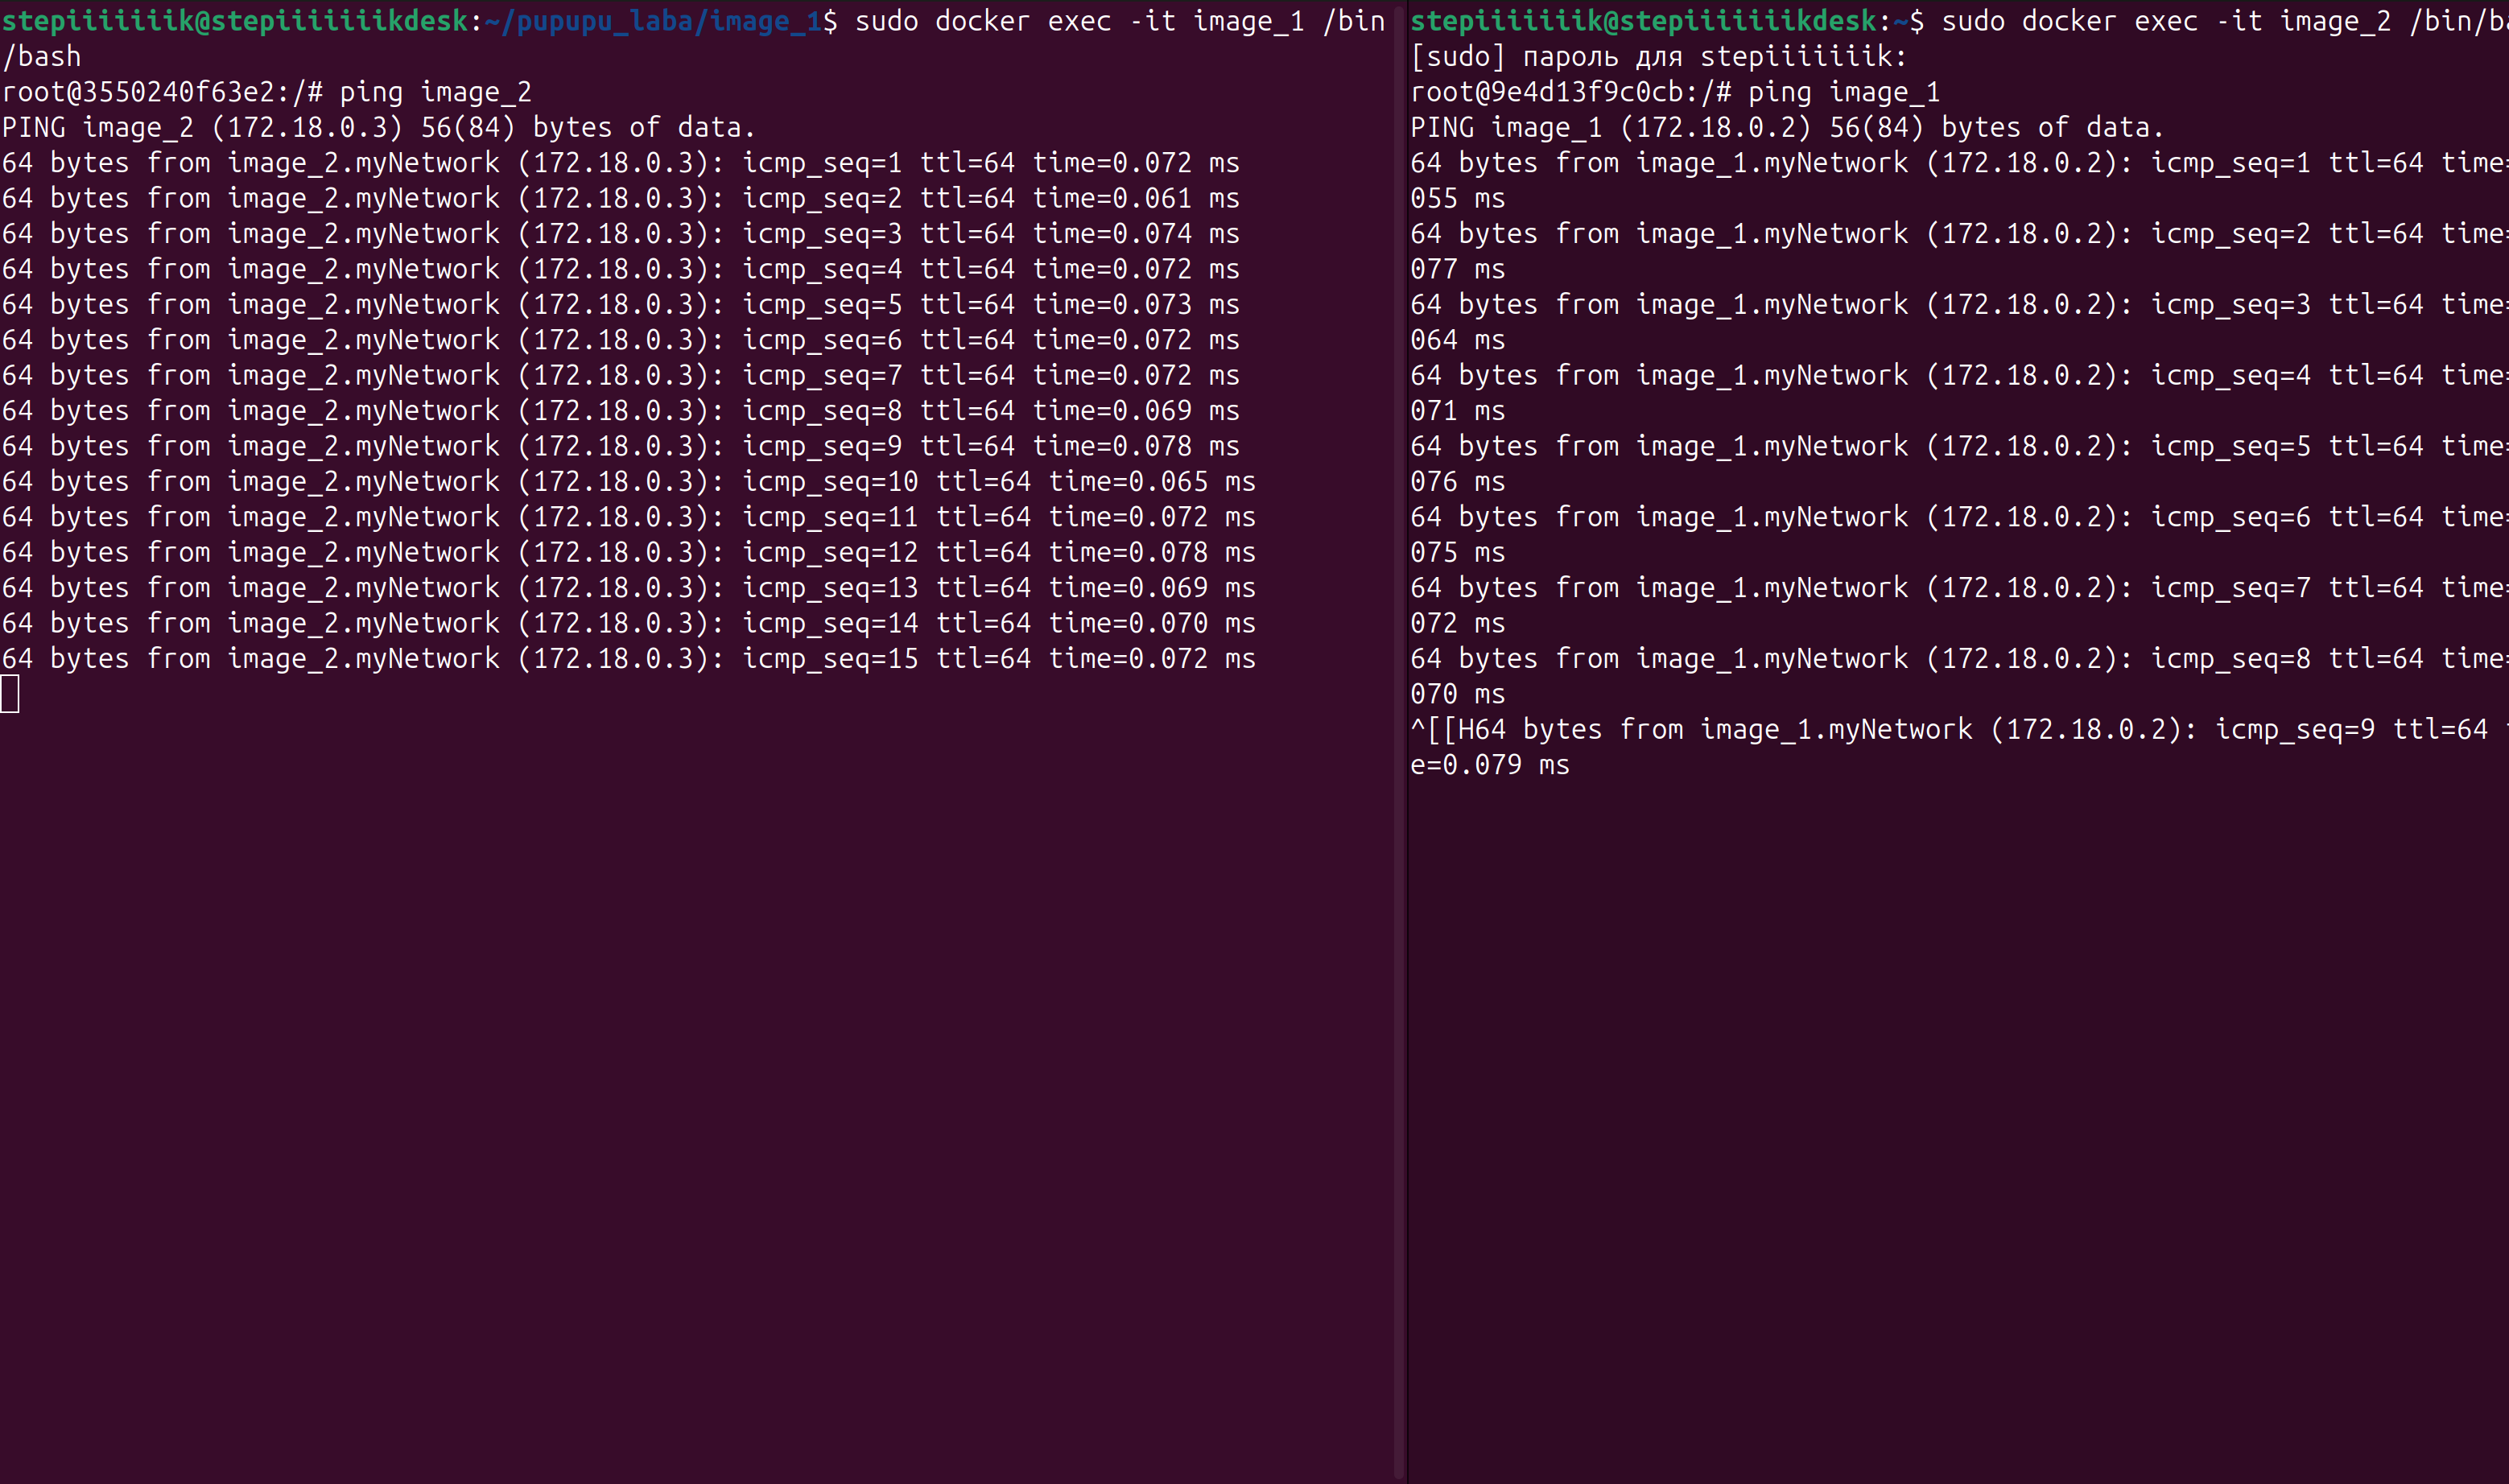 stepiiiiiiik@stepiiiiiiikdesk:~/pupupu_laba/image_1$ sudo docker exec -it image_1 /bin
/bash
root@3550240f63e2:/# ping image_2
PING image_2 (172.18.0.3) 56(84) bytes of data.
64 bytes from image_2.myNetwork (172.18.0.3): icmp_seq=1 ttl=64 time=0.072 ms
64 bytes from image_2.myNetwork (172.18.0.3): icmp_seq=2 ttl=64 time=0.061 ms
64 bytes from image_2.myNetwork (172.18.0.3): icmp_seq=3 ttl=64 time=0.074 ms
64 bytes from image_2.myNetwork (172.18.0.3): icmp_seq=4 ttl=64 time=0.072 ms
64 bytes from image_2.myNetwork (172.18.0.3): icmp_seq=5 ttl=64 time=0.073 ms
64 bytes from image_2.myNetwork (172.18.0.3): icmp_seq=6 ttl=64 time=0.072 ms
64 bytes from image_2.myNetwork (172.18.0.3): icmp_seq=7 ttl=64 time=0.072 ms
64 bytes from image_2.myNetwork (172.18.0.3): icmp_seq=8 ttl=64 time=0.069 ms
64 bytes from image_2.myNetwork (172.18.0.3): icmp_seq=9 ttl=64 time=0.078 ms
64 bytes from image_2.myNetwork (172.18.0.3): icmp_seq=10 ttl=64 time=0.065 ms
64 bytes from image_2.myNetwork (172.18.0.3): icmp_seq=11 ttl=64 time=0.072 ms
64 bytes from image_2.myNetwork (172.18.0.3): icmp_seq=12 ttl=64 time=0.078 ms
64 bytes from image_2.myNetwork (172.18.0.3): icmp_seq=13 ttl=64 time=0.069 ms
64 bytes from image_2.myNetwork (172.18.0.3): icmp_seq=14 ttl=64 time=0.070 ms
64 bytes from image_2.myNetwork (172.18.0.3): icmp_seq=15 ttl=64 time=0.072 ms
stepiiiiiiik@stepiiiiiiikdesk:~$ sudo docker exec -it image_2 /bin/ba
[sudo] пароль для stepiiiiiiik:
root@9e4d13f9c0cb:/# ping image_1
PING image_1 (172.18.0.2) 56(84) bytes of data.
64 bytes from image_1.myNetwork (172.18.0.2): icmp_seq=1 ttl=64 time=
055 ms
64 bytes from image_1.myNetwork (172.18.0.2): icmp_seq=2 ttl=64 time=
077 ms
64 bytes from image_1.myNetwork (172.18.0.2): icmp_seq=3 ttl=64 time=
064 ms
64 bytes from image_1.myNetwork (172.18.0.2): icmp_seq=4 ttl=64 time=
071 ms
64 bytes from image_1.myNetwork (172.18.0.2): icmp_seq=5 ttl=64 time=
076 ms
64 bytes from image_1.myNetwork (172.18.0.2): icmp_seq=6 ttl=64 time=
075 ms
64 bytes from image_1.myNetwork (172.18.0.2): icmp_seq=7 ttl=64 time=
072 ms
64 bytes from image_1.myNetwork (172.18.0.2): icmp_seq=8 ttl=64 time=
070 ms
^[[H64 bytes from image_1.myNetwork (172.18.0.2): icmp_seq=9 ttl=64
e=0.079 ms